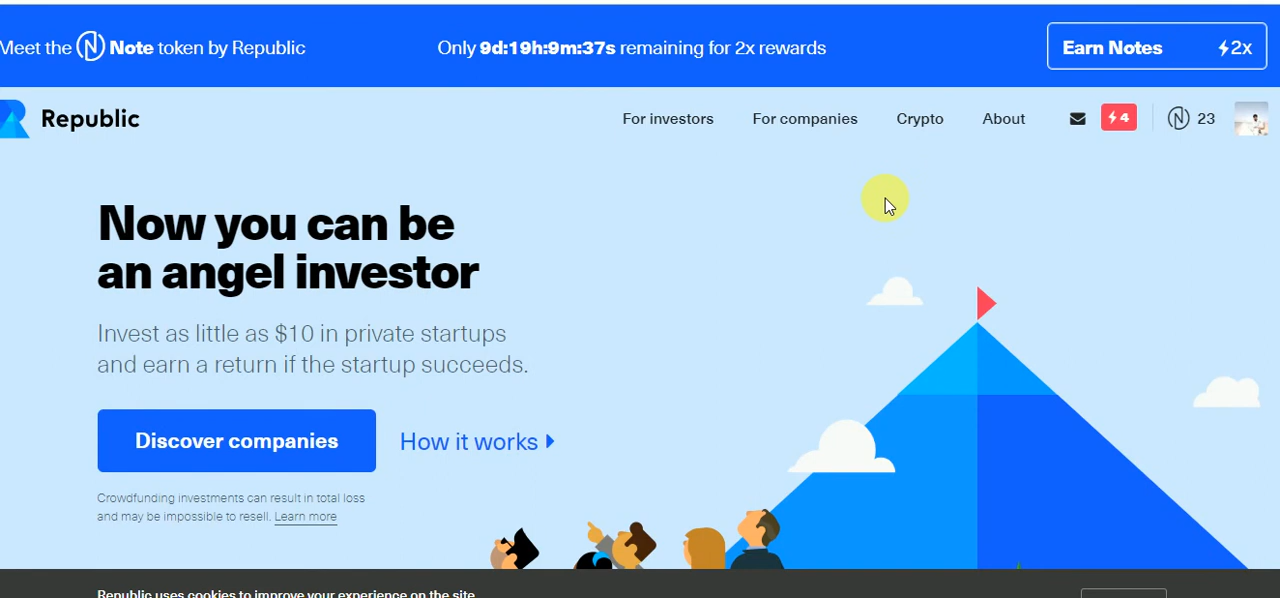 Meet the N Note token by Republic
Only 9d:19h:9m:37s remaining for 2x rewards
Earn Notes 2x
Republic
For investors
For companies
Crypto
About
4
N 23
Now you can be
an angel investor
Invest as little as $10 in private startups
and earn a return if the startup succeeds.
Discover companies
How it works
Crowdfunding investments can result in total loss
and may be impossible to resell. Learn more
Republic uses cookies to improve your experience on the site